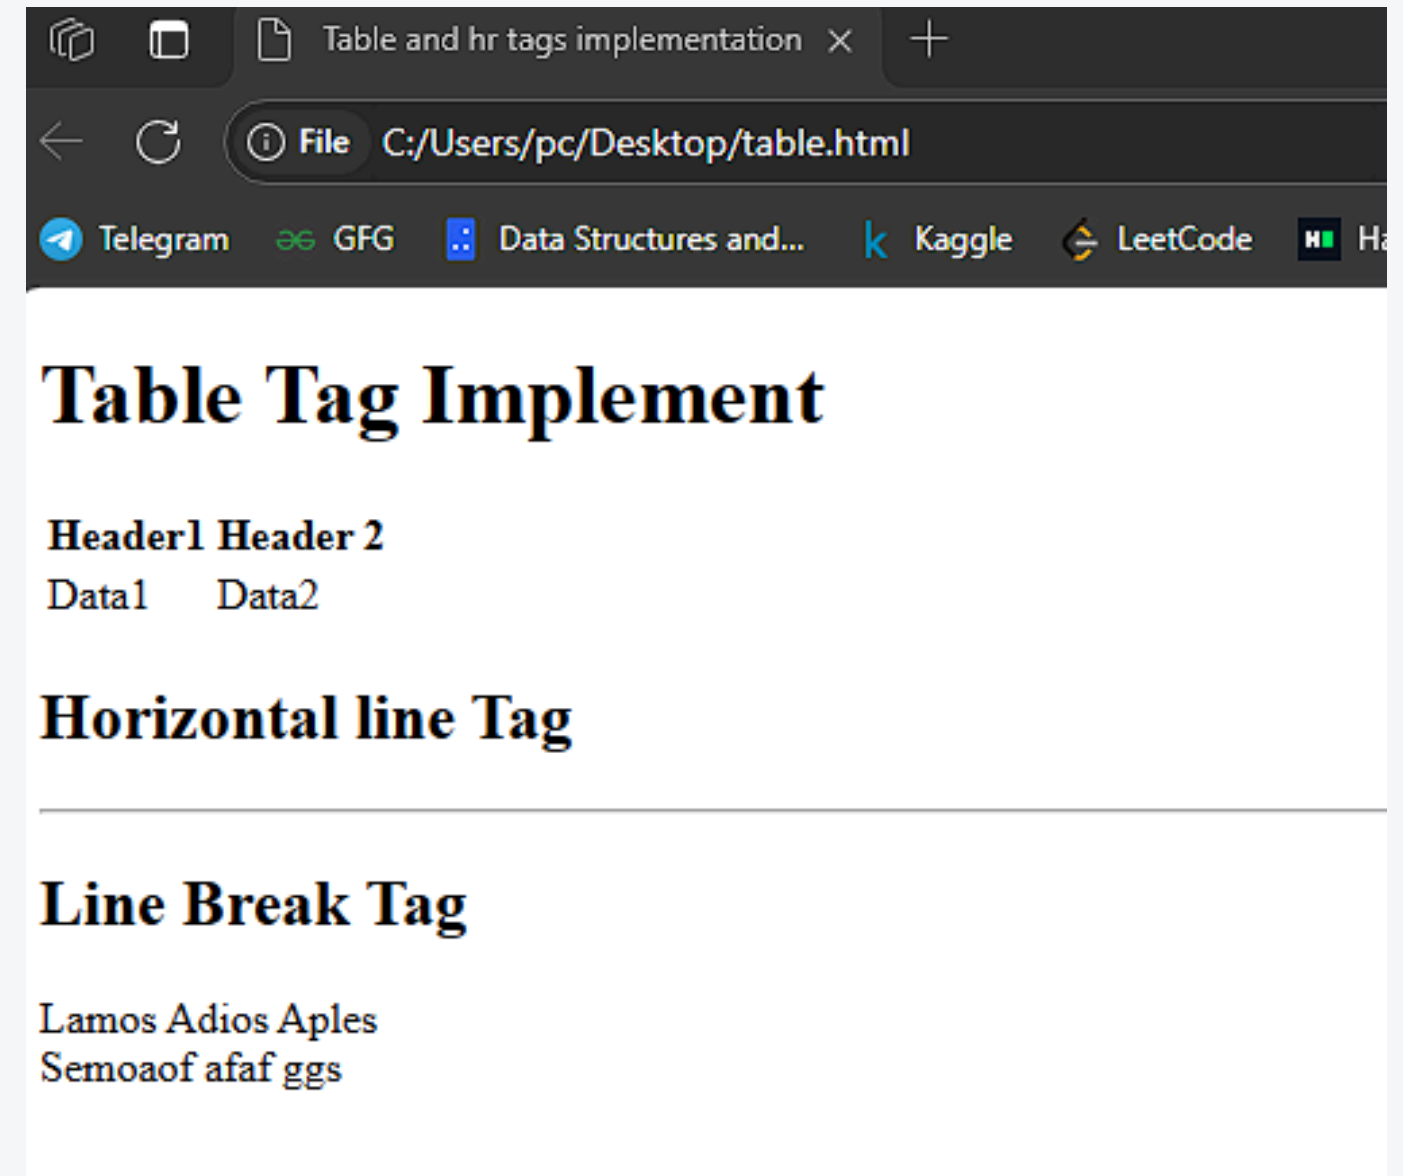 Table and hr tags implementation
File C:/Users/pc/Desktop/table.html
Telegram GFG Data Structures and... Kaggle LeetCode Ha
Table Tag Implement
Header1 Header 2
Data1 Data2
Horizontal line Tag
Line Break Tag
Lamos Adios Aples
Semoaof afaf ggs